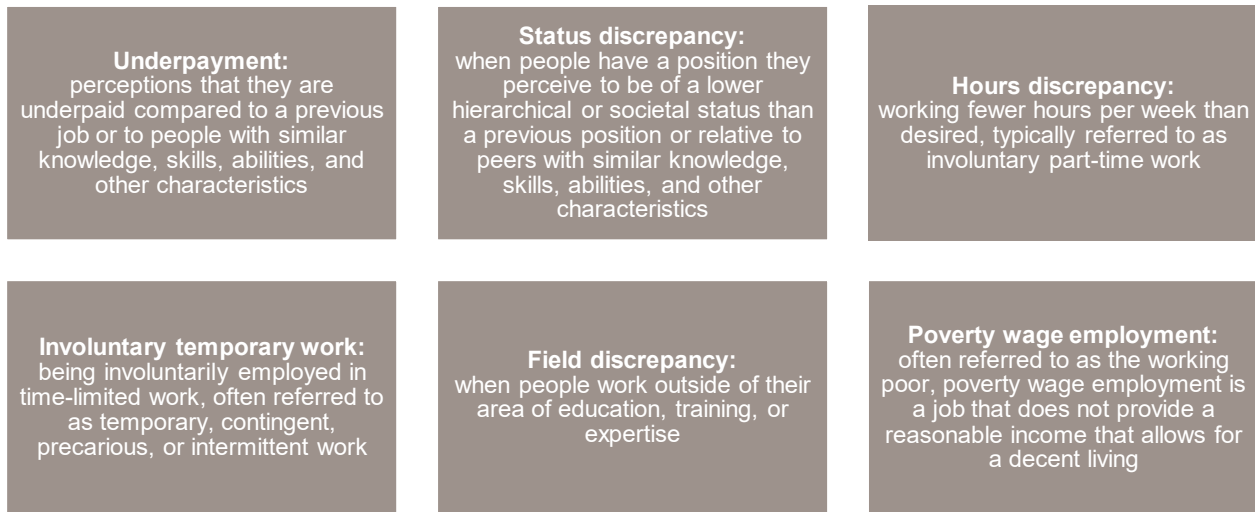 Underpayment:
perceptions that they are
underpaid compared to a previous
job or to people with similar
knowledge, skills, abilities, and
other characteristics
Status discrepancy:
when people have a position they
perceive to be of a lower
hierarchical or societal status than
a previous position or relative to
peers with similar knowledge,
skills, abilities, and other
characteristics
Hours discrepancy:
working fewer hours per week than
desired, typically referred to as
involuntary part-time work
Involuntary temporary work:
being involuntarily employed in
time-limited work, often referred to
as temporary, contingent,
precarious, or intermittent work
Field discrepancy:
when people work outside of their
area of education, training, or
expertise
Poverty wage employment:
often referred to as the working
poor, poverty wage employment is
a job that does not provide a
reasonable income that allows for
a decent living